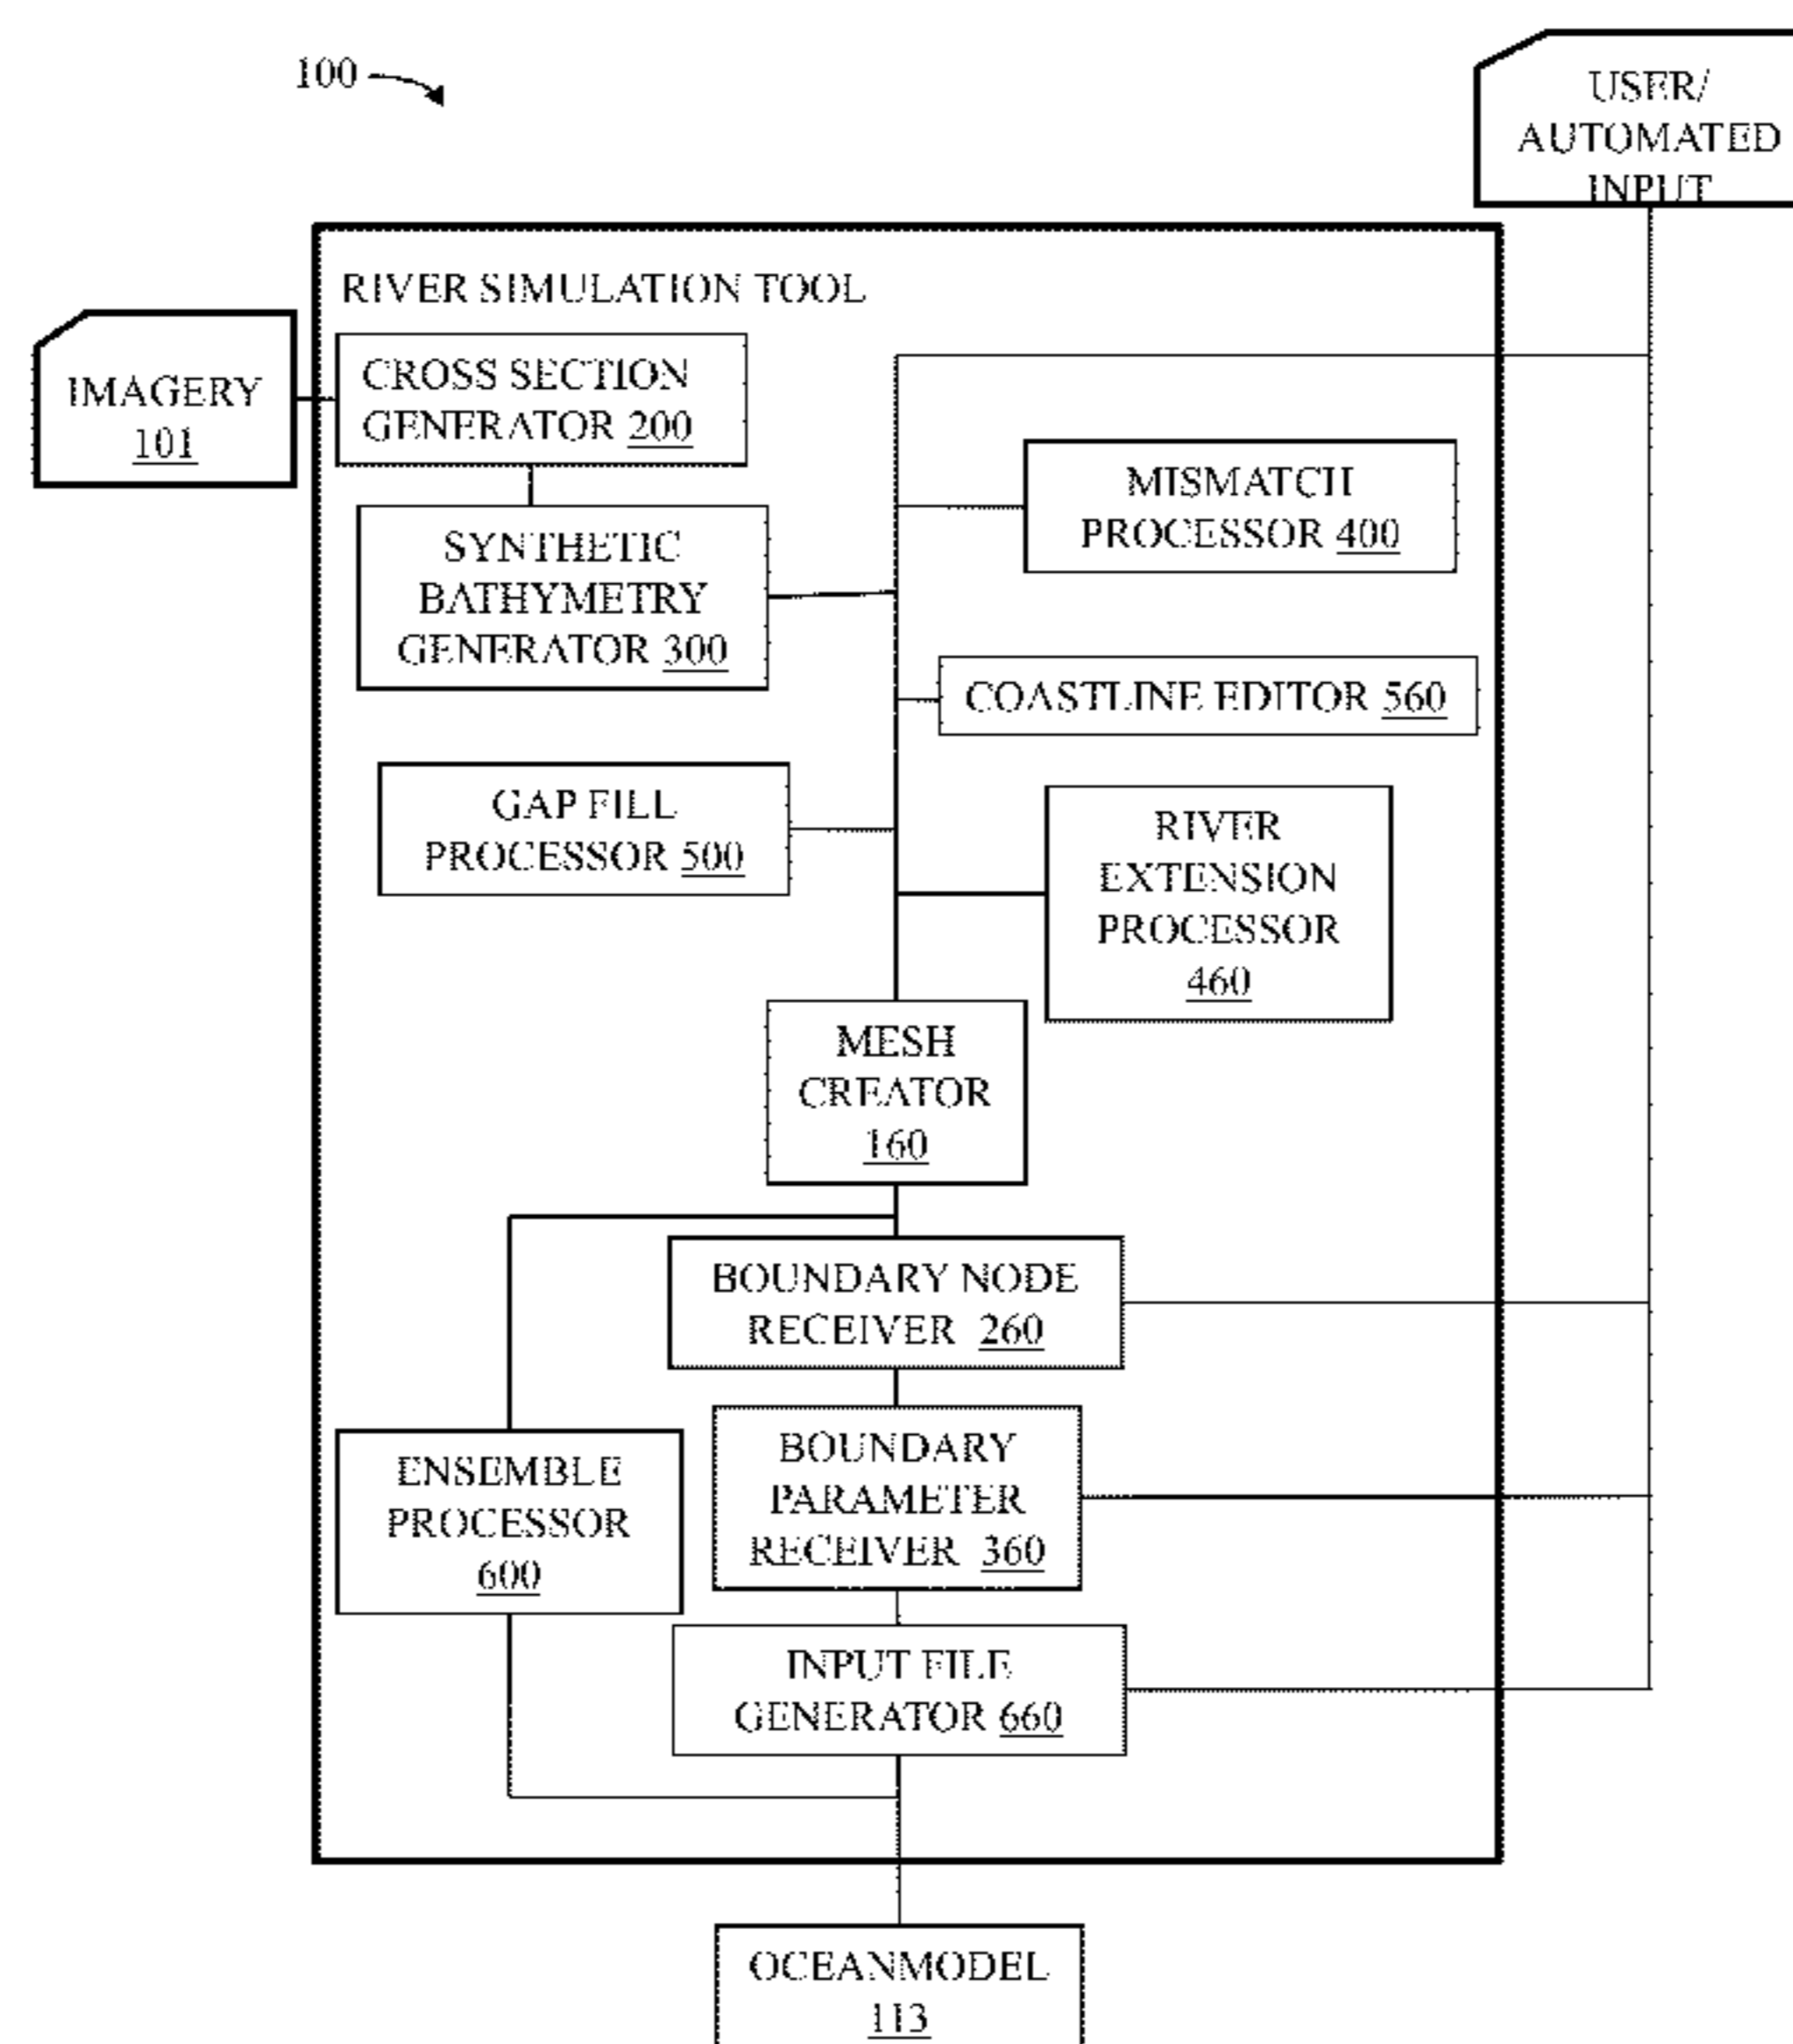 100
USER/
AUTOMATED
INPUT
RIVER SIMULATION TOOL
IMAGERY
101
CROSS SECTION
GENERATOR 200
MISMATCH
PROCESSOR 400
SYNTHETIC
BATHYMETRY
GENERATOR 300
COASTLINE EDITOR 560
GAP FILL
PROCESSOR 500
RIVER
EXTENSION
PROCESSOR
460
MESH
CREATOR
160
BOUNDARY NODE
RECEIVER 260
ENSEMBLE
PROCESSOR
600
BOUNDARY
PARAMETER
RECEIVER 360
INPUT FILE
GENERATOR 660
OCEANMODEL
113